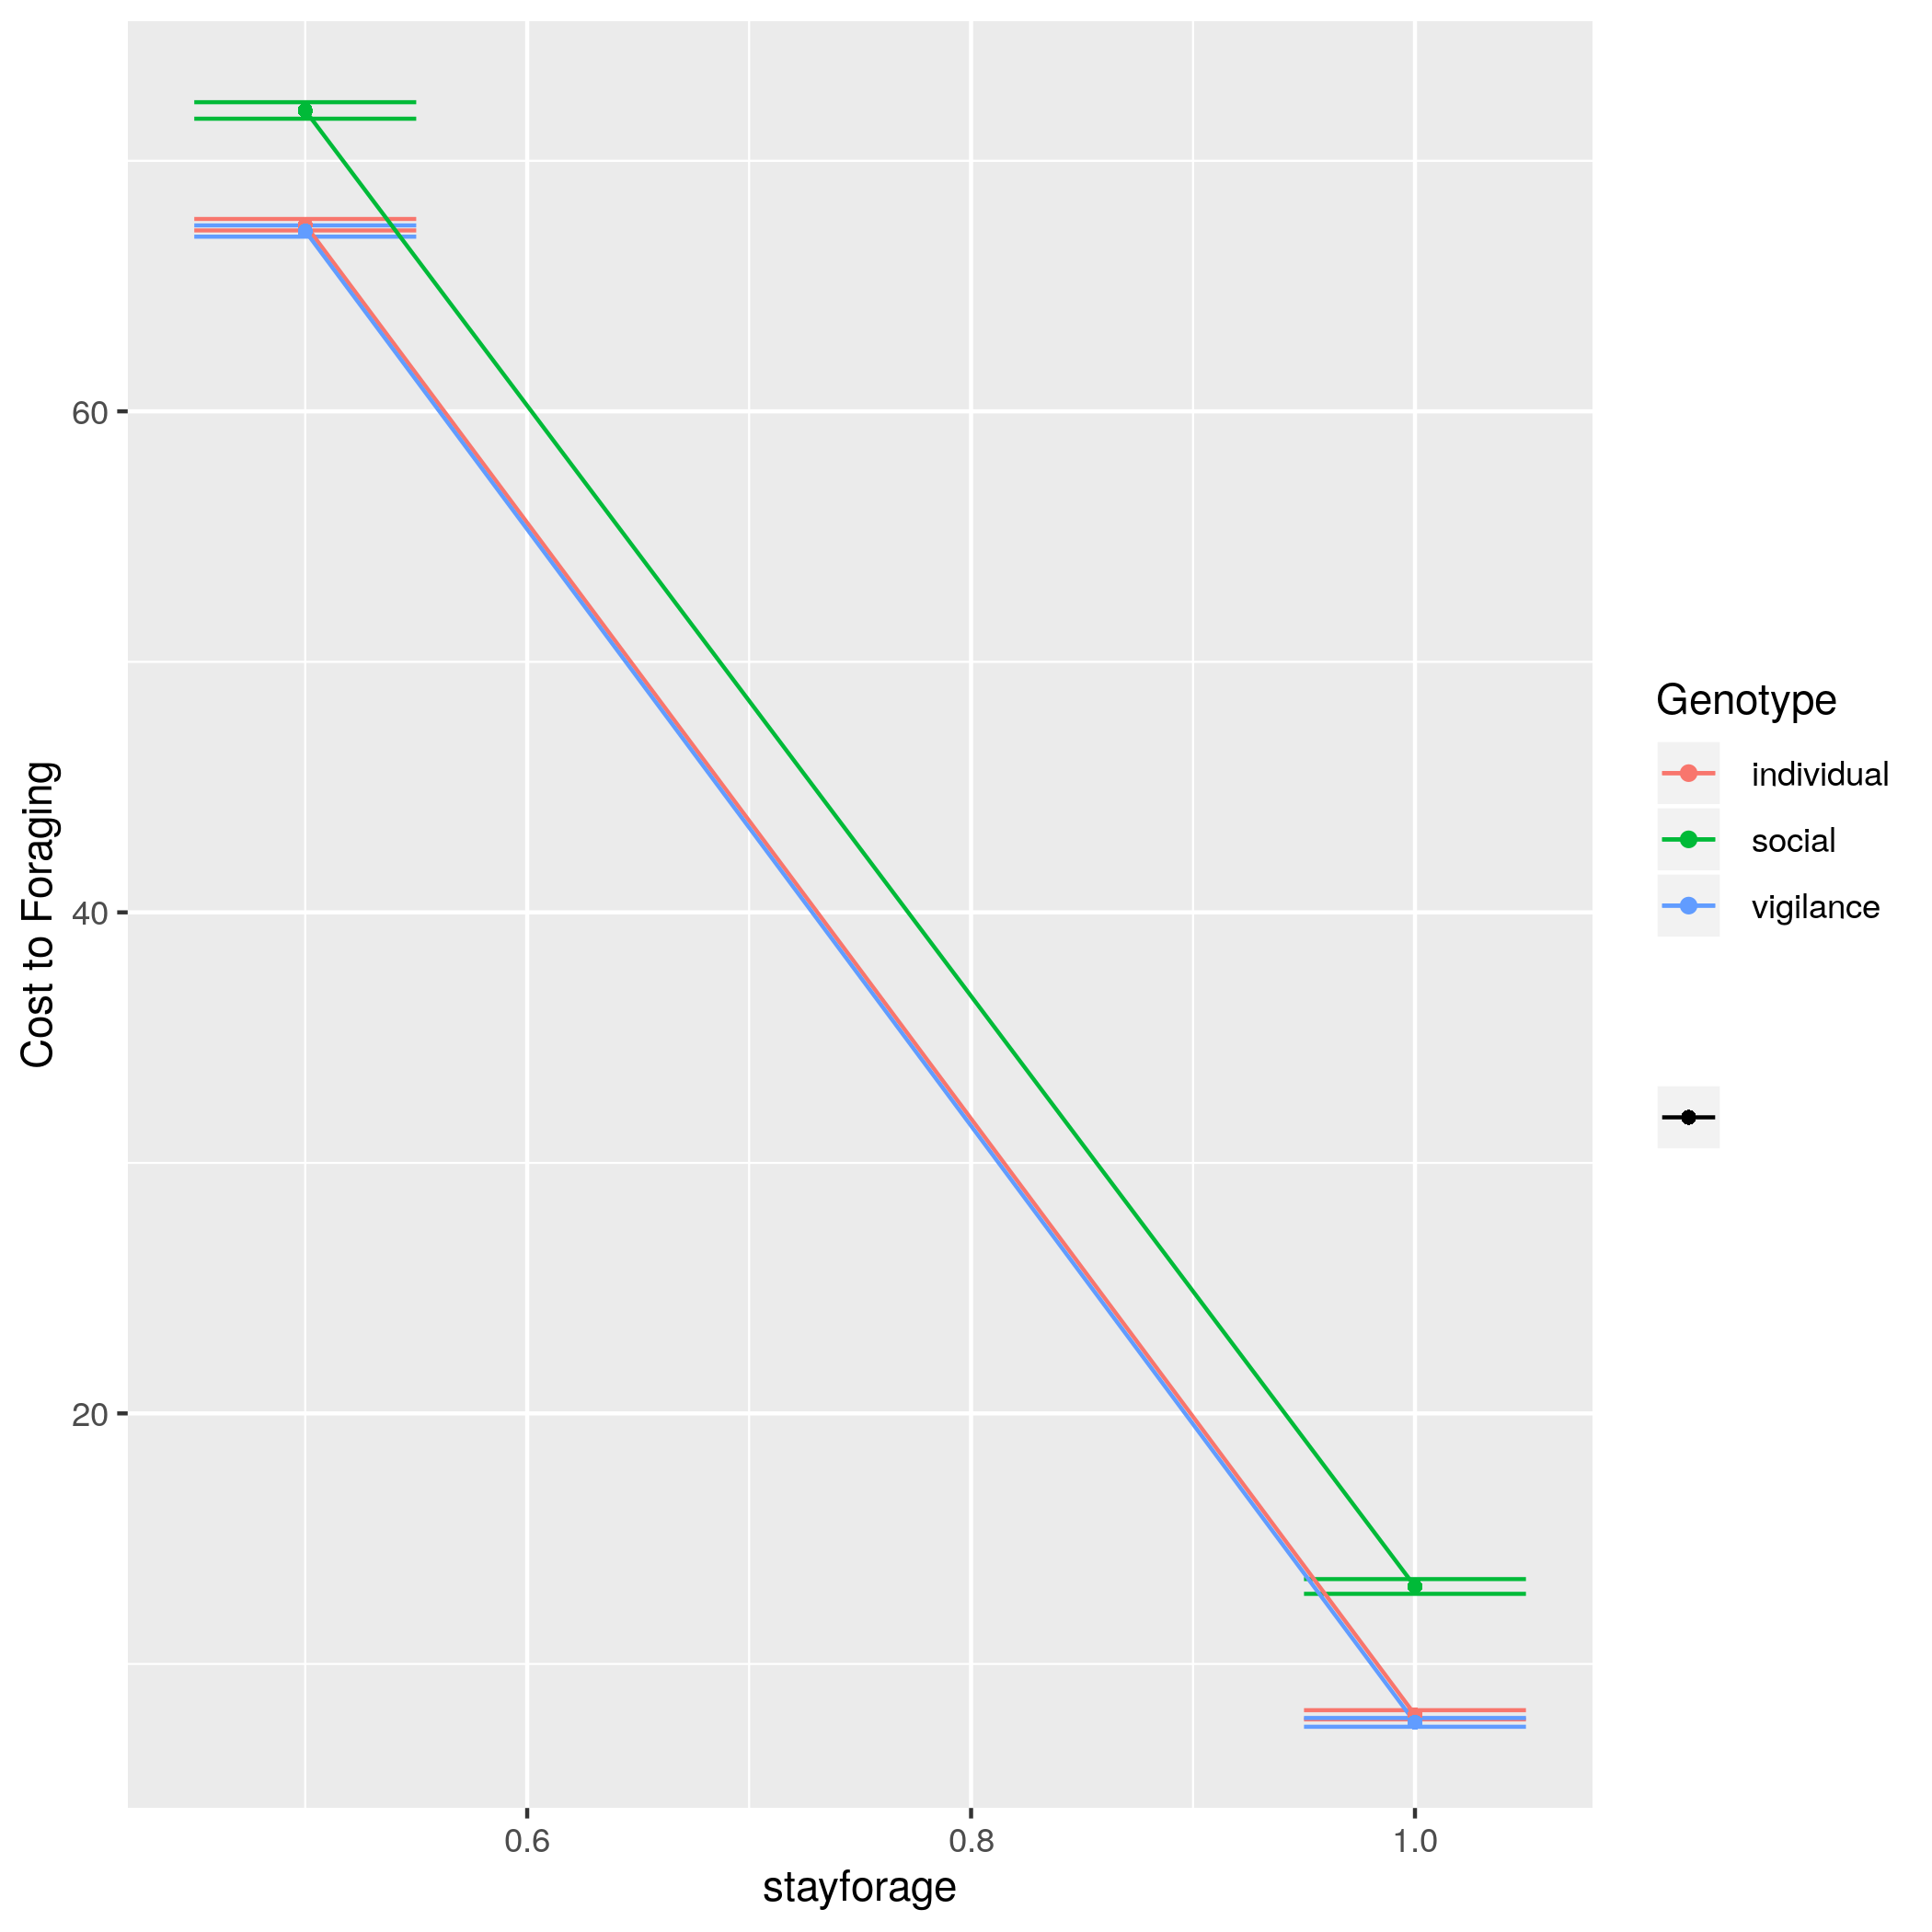 Cost to Foraging
60
40
20
0.6
0.8
1.0
stayforage
Genotype
individual
social
vigilance